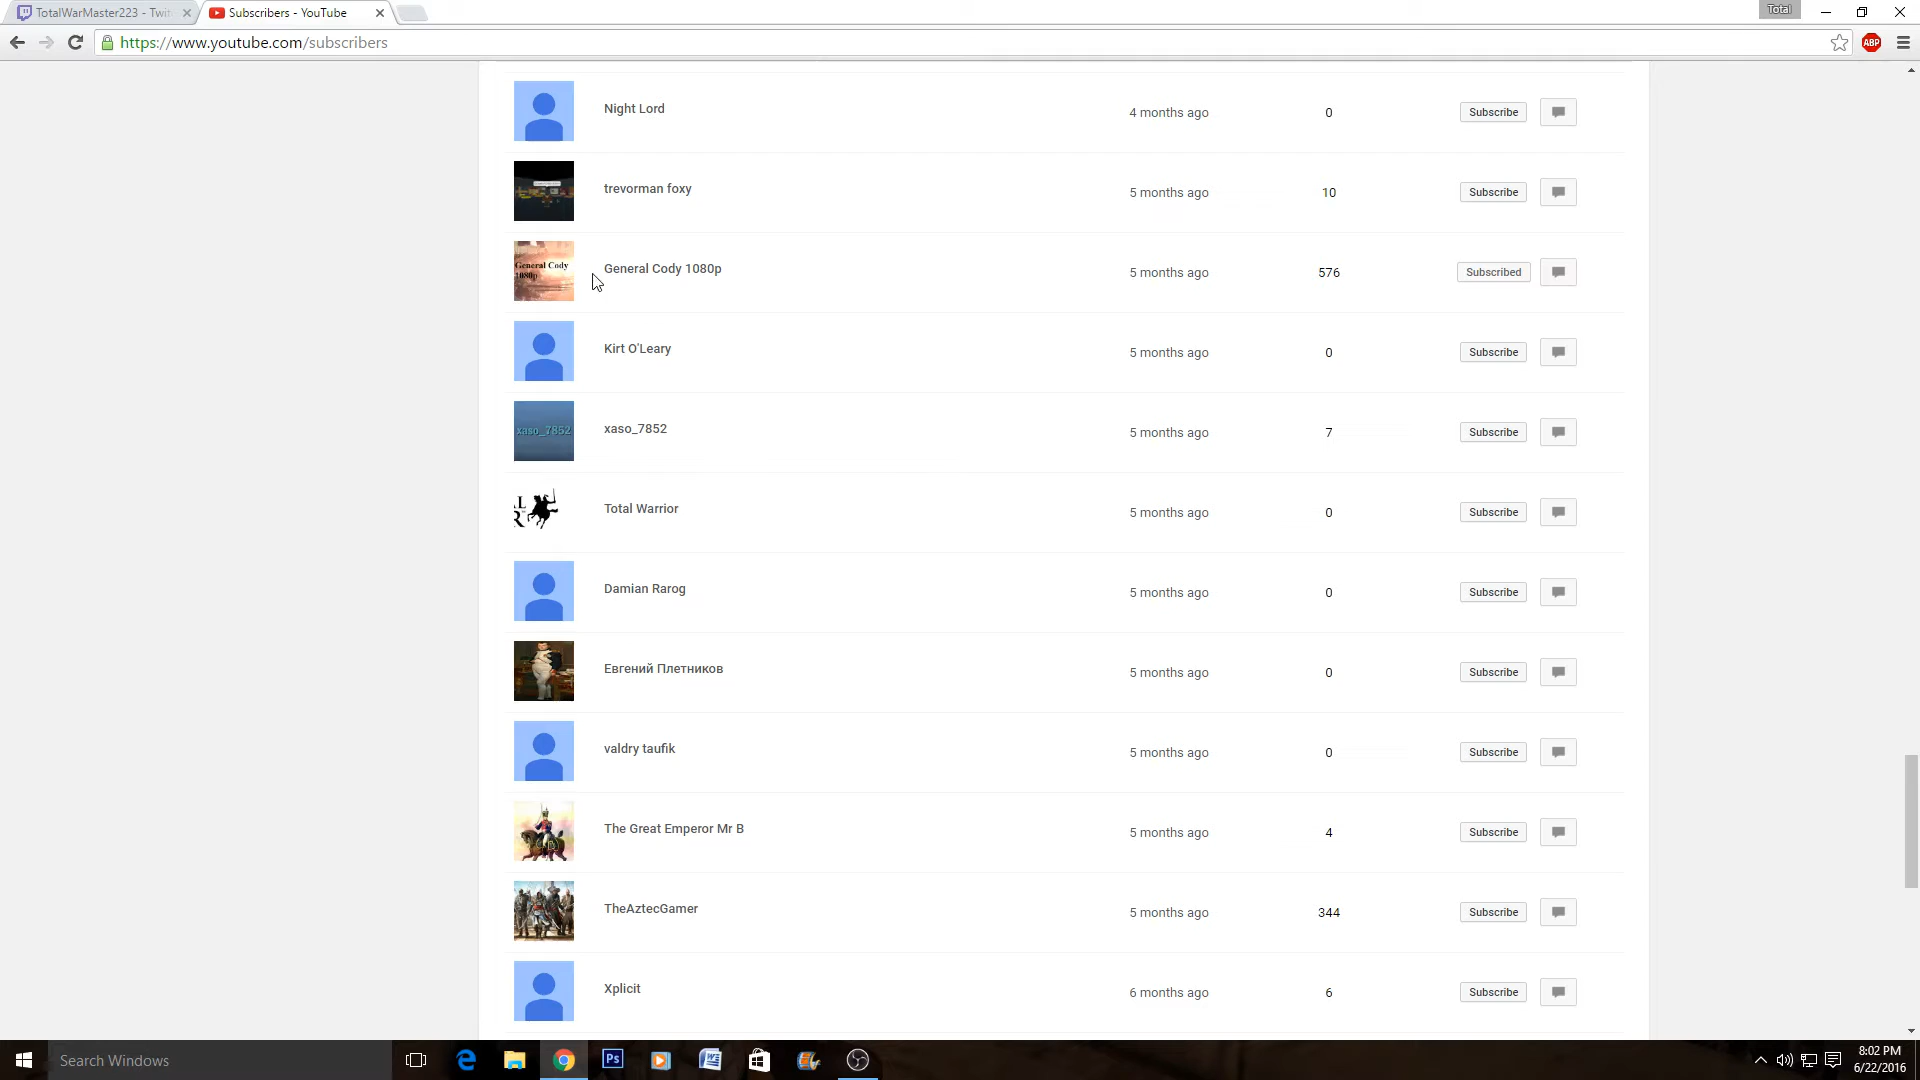 TotalWarMaster223 - Twit
Subscribers - YouTube
Total
https://www.youtube.com/subscribers
ABP
Night Lord 4 months ago 0 Subscribe
trevorman foxy 5 months ago 10 Subscribe
General Cody
1080p
General Cody 1080p 5 months ago 576 Subscribed
Kirt O'Leary 5 months ago 0 Subscribe
xaso_7852
xaso_7852 5 months ago 7 Subscribe
L
R
Total Warrior 5 months ago 0 Subscribe
Damian Rarog 5 months ago 0 Subscribe
Евгений Плетников 5 months ago 0 Subscribe
valdry taufik 5 months ago 0 Subscribe
The Great Emperor Mr B 5 months ago 4 Subscribe
TheAztecGamer 5 months ago 344 Subscribe
Xplicit 6 months ago 6 Subscribe
Search Windows
Ps
8:02 PM
6/22/2016